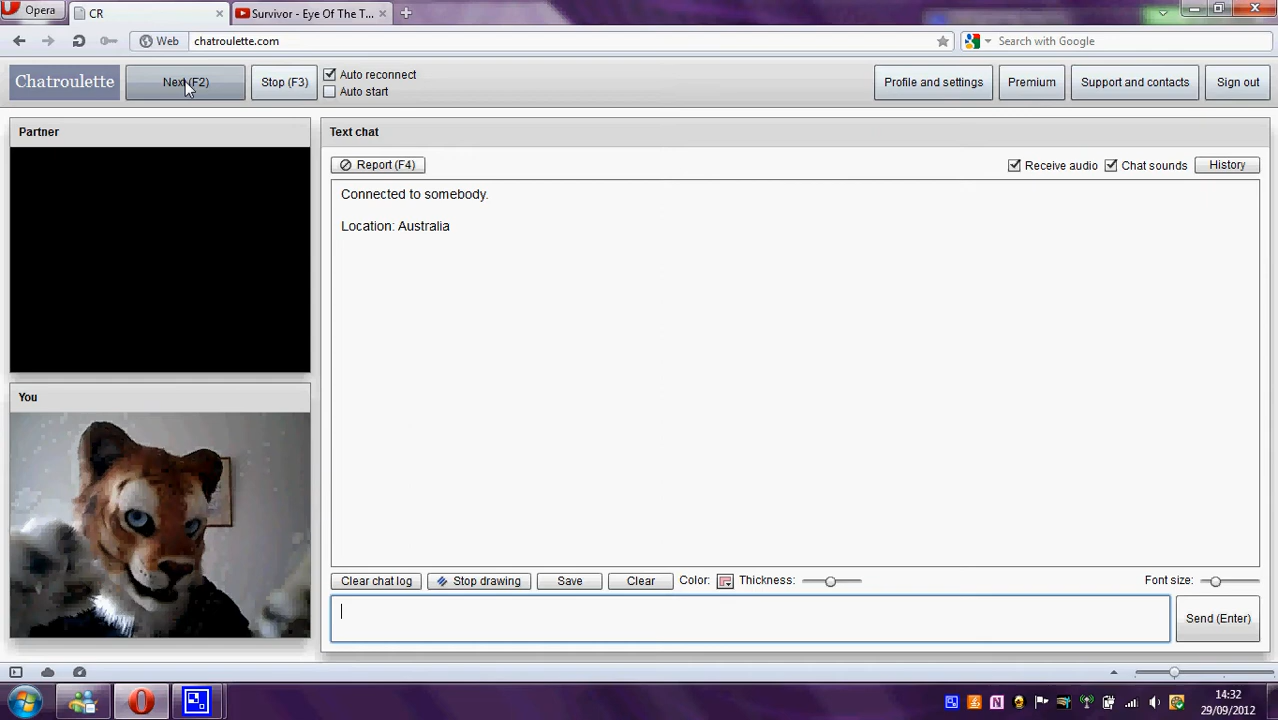 Opera
CR
Survivor - Eye Of The T...
Web
chatroulette.com
Search with Google
Chatroulette
Next (F2)
Stop (F3)
Auto reconnect
Auto start
Profile and settings
Premium
Support and contacts
Sign out
Partner
Text chat
Report (F4)
Receive audio
Chat sounds
History
Connected to somebody.
Location: Australia
You
Clear chat log
Stop drawing
Save
Clear
Color:
Thickness:
Font size:
Send (Enter)
14:32
29/09/2012